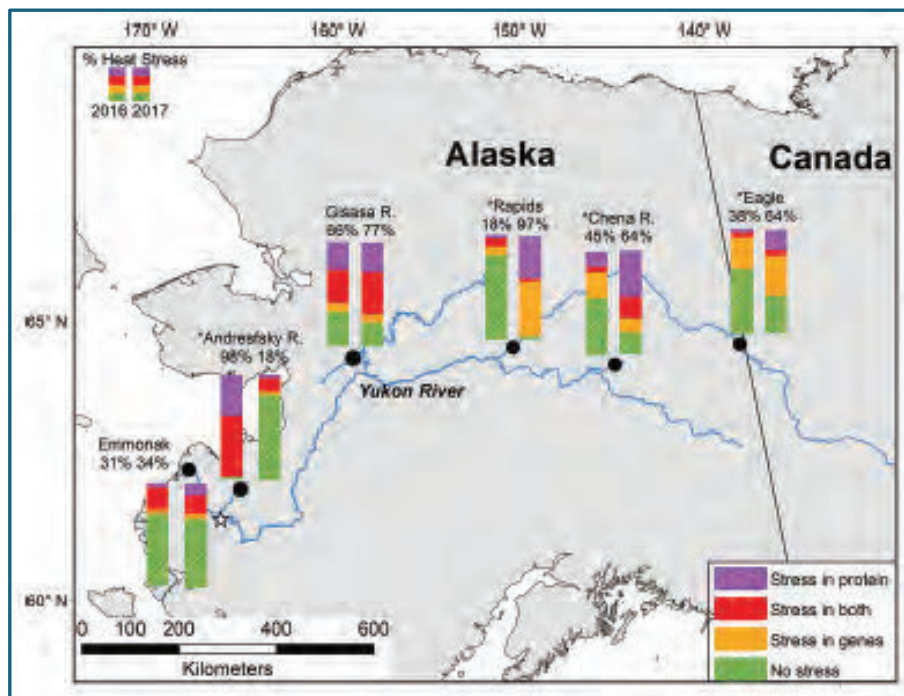 170° W
160° W
150° W
140° W
% Heat Stress
2016 2017
Alaska
Canada
Gisasa R.
66% 77%
*Rapids
18% 97%
*Chena R.
45% 64%
*Eagle
38% 64%
65° N
*Andreafsky R.
98% 18%
Yukon River
Emmonak
31% 34%
60° N
0 100 200 400 600
Kilometers
Stress in protein
Stress in both
Stress in genes
No stress